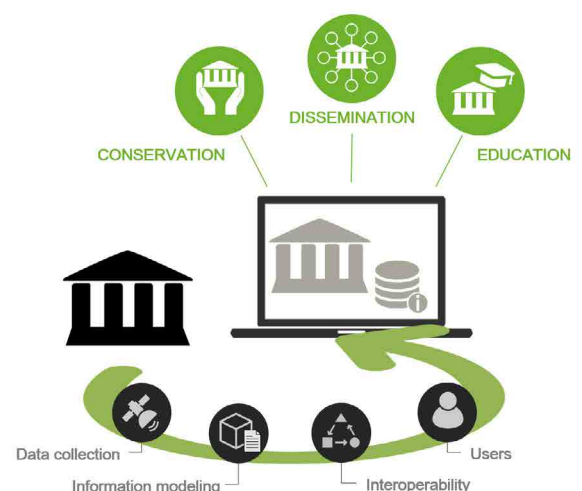 DISSEMINATION
CONSERVATION
EDUCATION
i
Data collection
Users
Information modeling
Interoperability